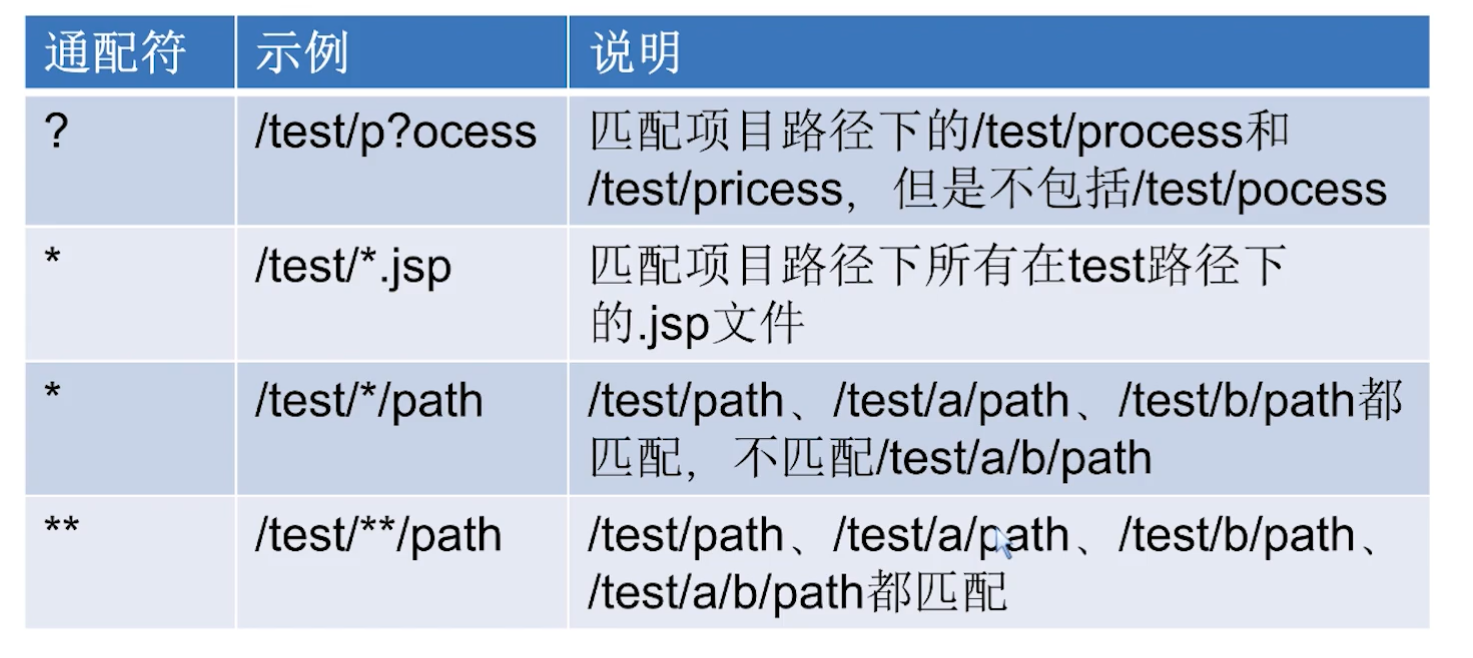 通配符 示例 说明
? /test/p?ocess 匹配项目路径下的/test/process和
/test/pricess，但是不包括/test/pocess
* /test/*.jsp 匹配项目路径下所有在test路径下
的.jsp文件
* /test/*/path /test/path、/test/a/path、/test/b/path都
匹配，不匹配/test/a/b/path
** /test/**/path /test/path、/test/a/path、/test/b/path、
/test/a/b/path都匹配